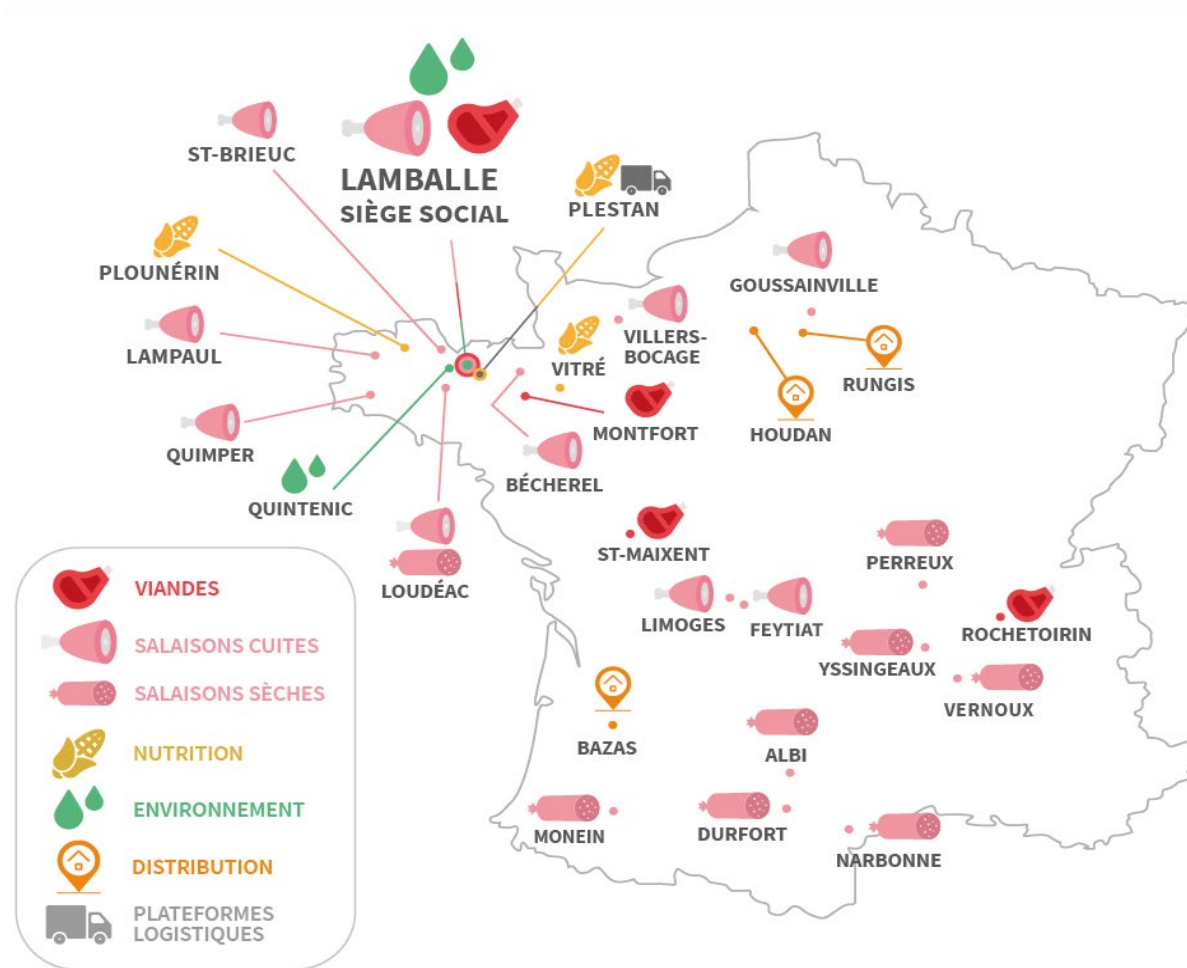 ST-BRIEUC
LAMBALLE
SIÈGE SOCIAL
PLESTAN
PLOUNÉRIN
GOUSSAINVILLE
LAMPAUL
VILLERS-
BOCAGE
VITRÉ
RUNGIS
MONTFORT
HOUDAN
QUIMPER
BÉCHEREL
QUINTENIC
ST-MAIXENT
PERREUX
LOUDÉAC
LIMOGES
FEYTIAT
ROCHETOIRIN
YSSINGEAUX
VERNOUX
BAZAS
ALBI
MONEIN
DURFORT
NARBONNE
VIANDES
SALAISONS CUITES
SALAISONS SÈCHES
NUTRITION
ENVIRONNEMENT
DISTRIBUTION
PLATEFORMES
LOGISTIQUES